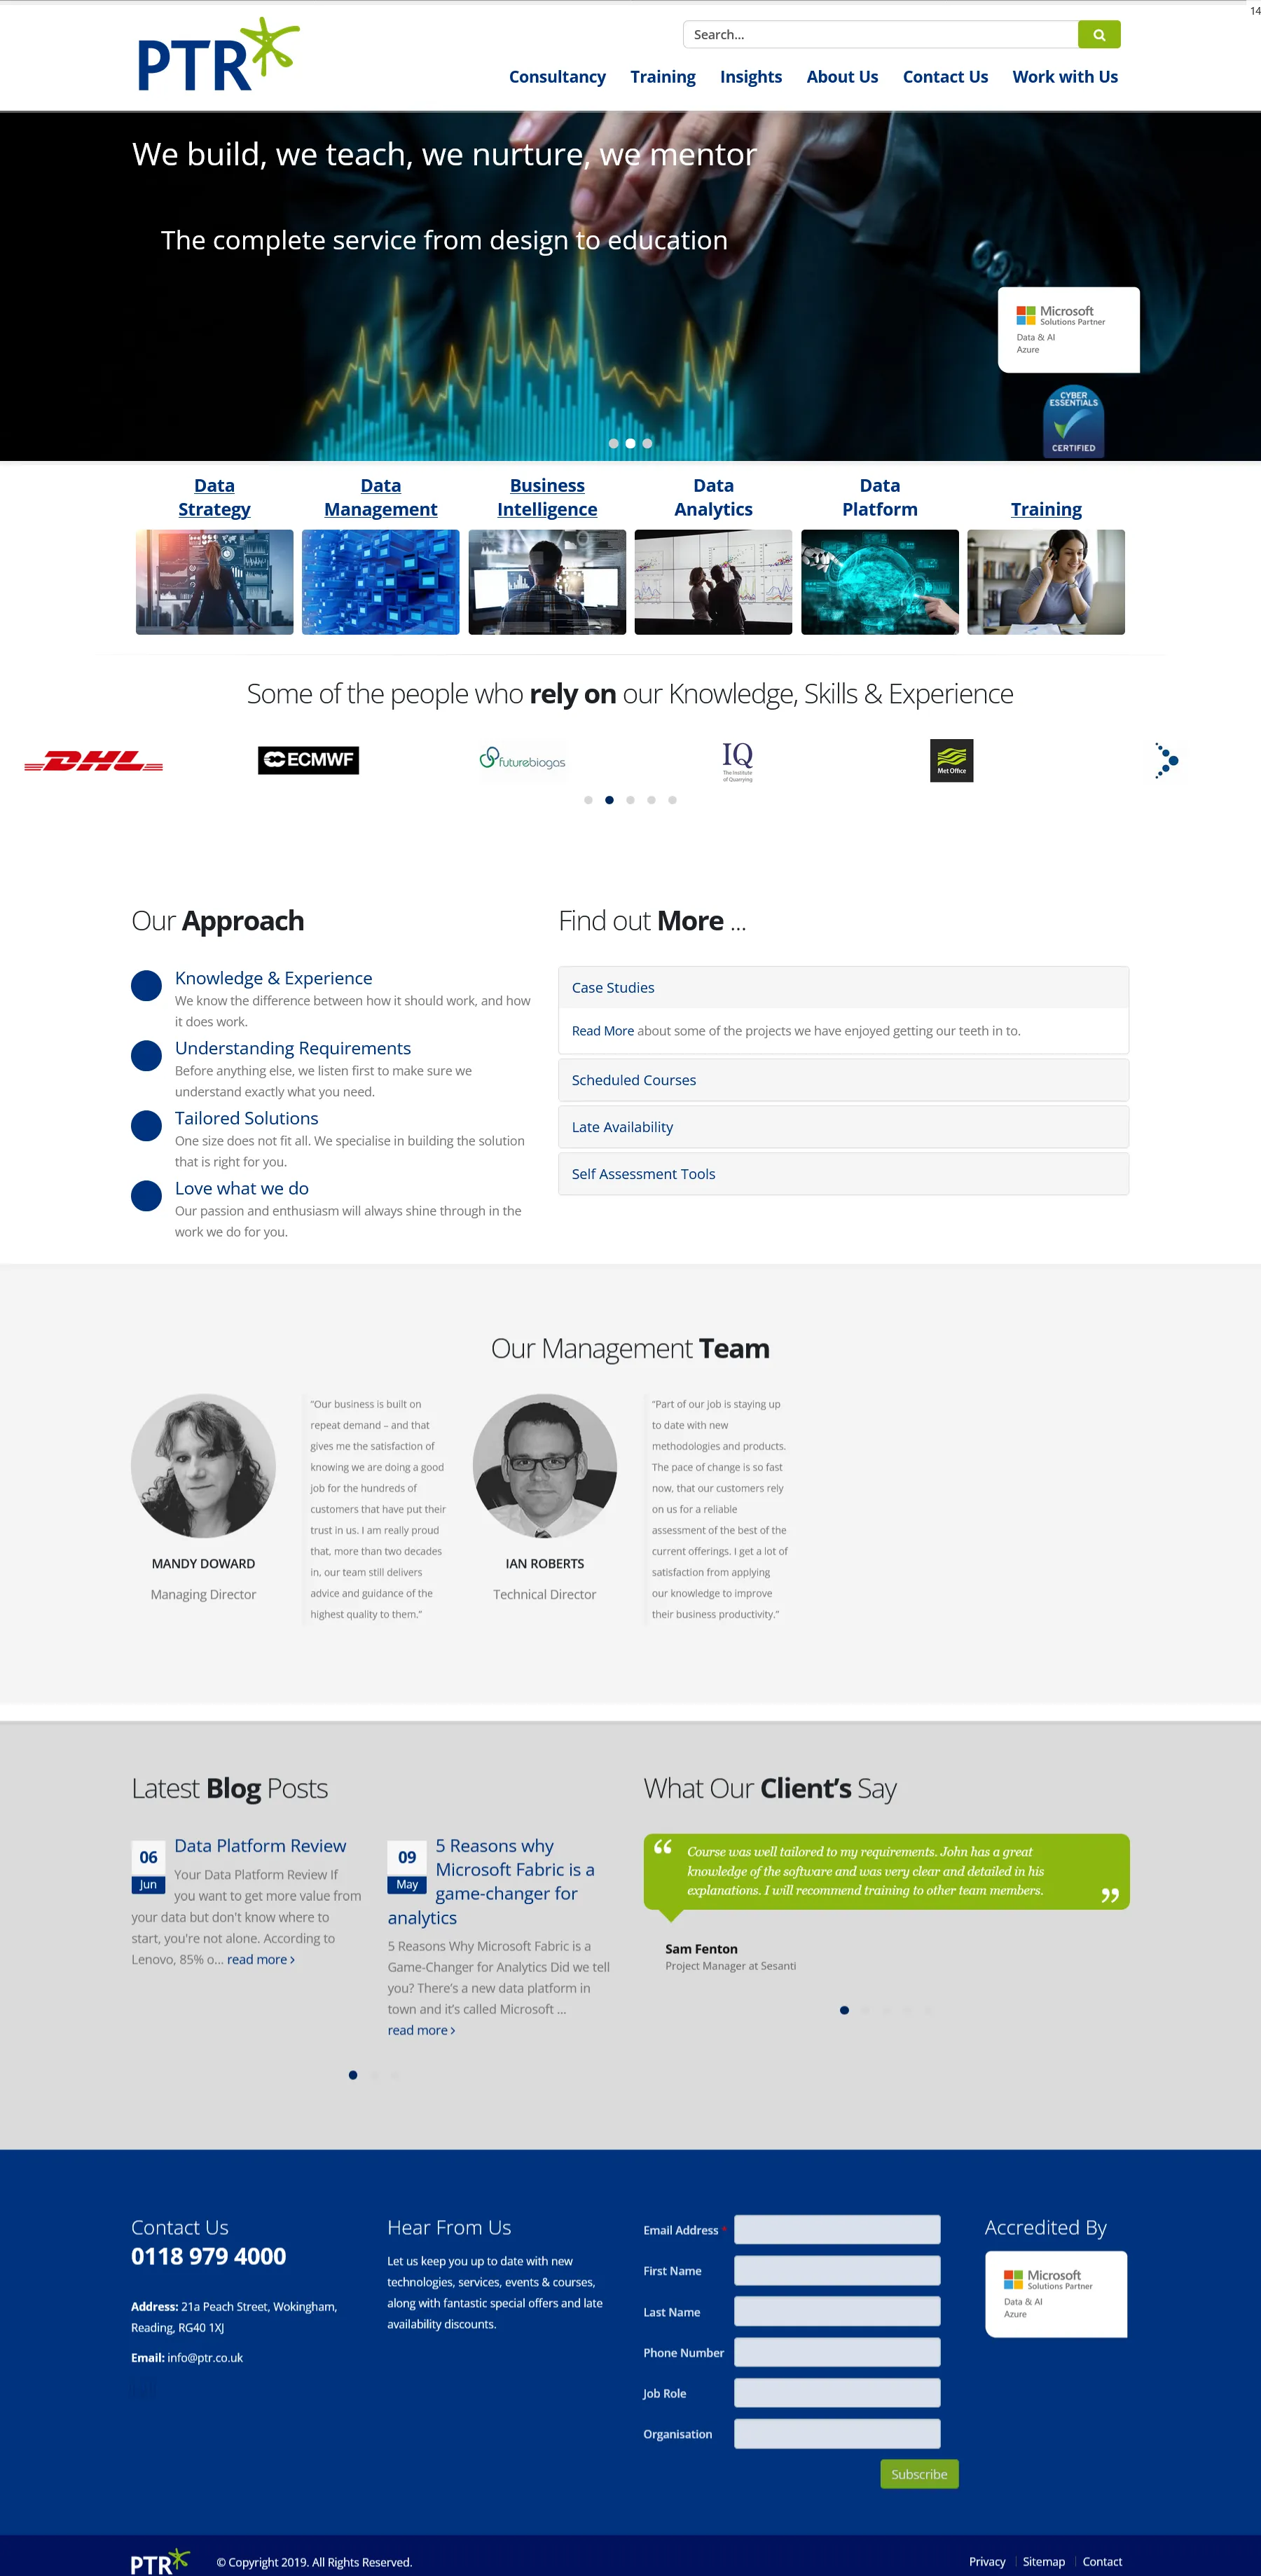 14
PTR
Search...
Consultancy Training Insights About Us Contact Us Work with Us
We build, we teach, we nurture, we mentor
The complete service from design to education
Microsoft
Solutions Partner
Data & AI
Azure
CYBER
ESSENTIALS
CERTIFIED
Data
Strategy
Data
Management
Business
Intelligence
Data
Analytics
Data
Platform
Training
Some of the people who rely on our Knowledge, Skills & Experience
DHL
ECMWF
futurebiogas
IQ
The Institute
of Quarrying
Met Office
Our Approach
Knowledge & Experience
We know the difference between how it should work, and how
it does work.
Understanding Requirements
Before anything else, we listen first to make sure we
understand exactly what you need.
Tailored Solutions
One size does not fit all. We specialise in building the solution
that is right for you.
Love what we do
Our passion and enthusiasm will always shine through in the
work we do for you.
Find out More ...
Case Studies
Read More about some of the projects we have enjoyed getting our teeth in to.
Scheduled Courses
Late Availability
Self Assessment Tools
Our Management Team
MANDY DOWARD
Managing Director
“Our business is built on
repeat demand – and that
gives me the satisfaction of
knowing we are doing a good
job for the hundreds of
customers that have put their
trust in us. I am really proud
that, more than two decades
in, our team still delivers
advice and guidance of the
highest quality to them.”
IAN ROBERTS
Technical Director
“Part of our job is staying up
to date with new
methodologies and products.
The pace of change is so fast
now, that our customers rely
on us for a reliable
assessment of the best of the
current offerings. I get a lot of
satisfaction from applying
our knowledge to improve
their business productivity.”
Latest Blog Posts
06
Jun
Data Platform Review
Your Data Platform Review If
you want to get more value from
your data but don't know where to
start, you're not alone. According to
Lenovo, 85% o... read more
09
May
5 Reasons why
Microsoft Fabric is a
game-changer for
analytics
5 Reasons Why Microsoft Fabric is a
Game-Changer for Analytics Did we tell
you? There’s a new data platform in
town and it’s called Microsoft ...
read more
What Our Client’s Say
“ Course was well tailored to my requirements. John has a great
knowledge of the software and was very clear and detailed in his
explanations. I will recommend training to other team members. ”
Sam Fenton
Project Manager at Sesanti
Contact Us
0118 979 4000
Address: 21a Peach Street, Wokingham,
Reading, RG40 1XJ
Email: info@ptr.co.uk
Hear From Us
Let us keep you up to date with new
technologies, services, events & courses,
along with fantastic special offers and late
availability discounts.
Email Address *
First Name
Last Name
Phone Number
Job Role
Organisation
Subscribe
Accredited By
Microsoft
Solutions Partner
Data & AI
Azure
PTR
© Copyright 2019. All Rights Reserved.
Privacy | Sitemap | Contact